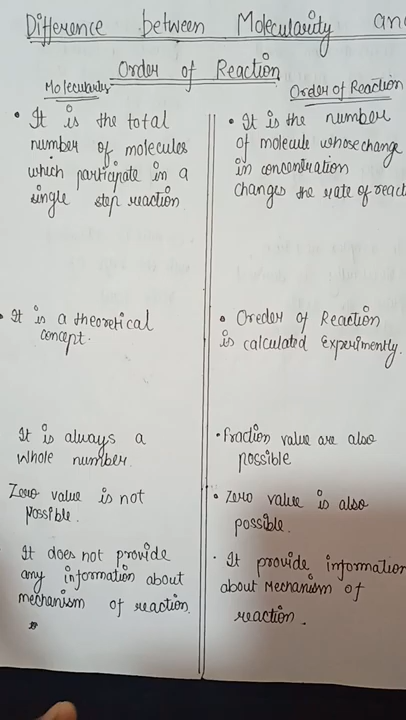 Difference between Molecularity an
Order of Reaction
Molecularity
• It is the total
number of molecules
which participate in a
single step reaction
• It is a theoretical
concept.
It is always a
whole number.
Zero value is not
possible.
It does not provide
any information about
mechanism of reaction.
Order of Reaction
• It is the number
of molecule whose change
in concentration
changes the rate of react
• Oreder of Reaction
is calculated Experimently.
• Fraction value are also
possible
• Zero value is also
possible.
• It provide information
about Mechanism of
reaction.